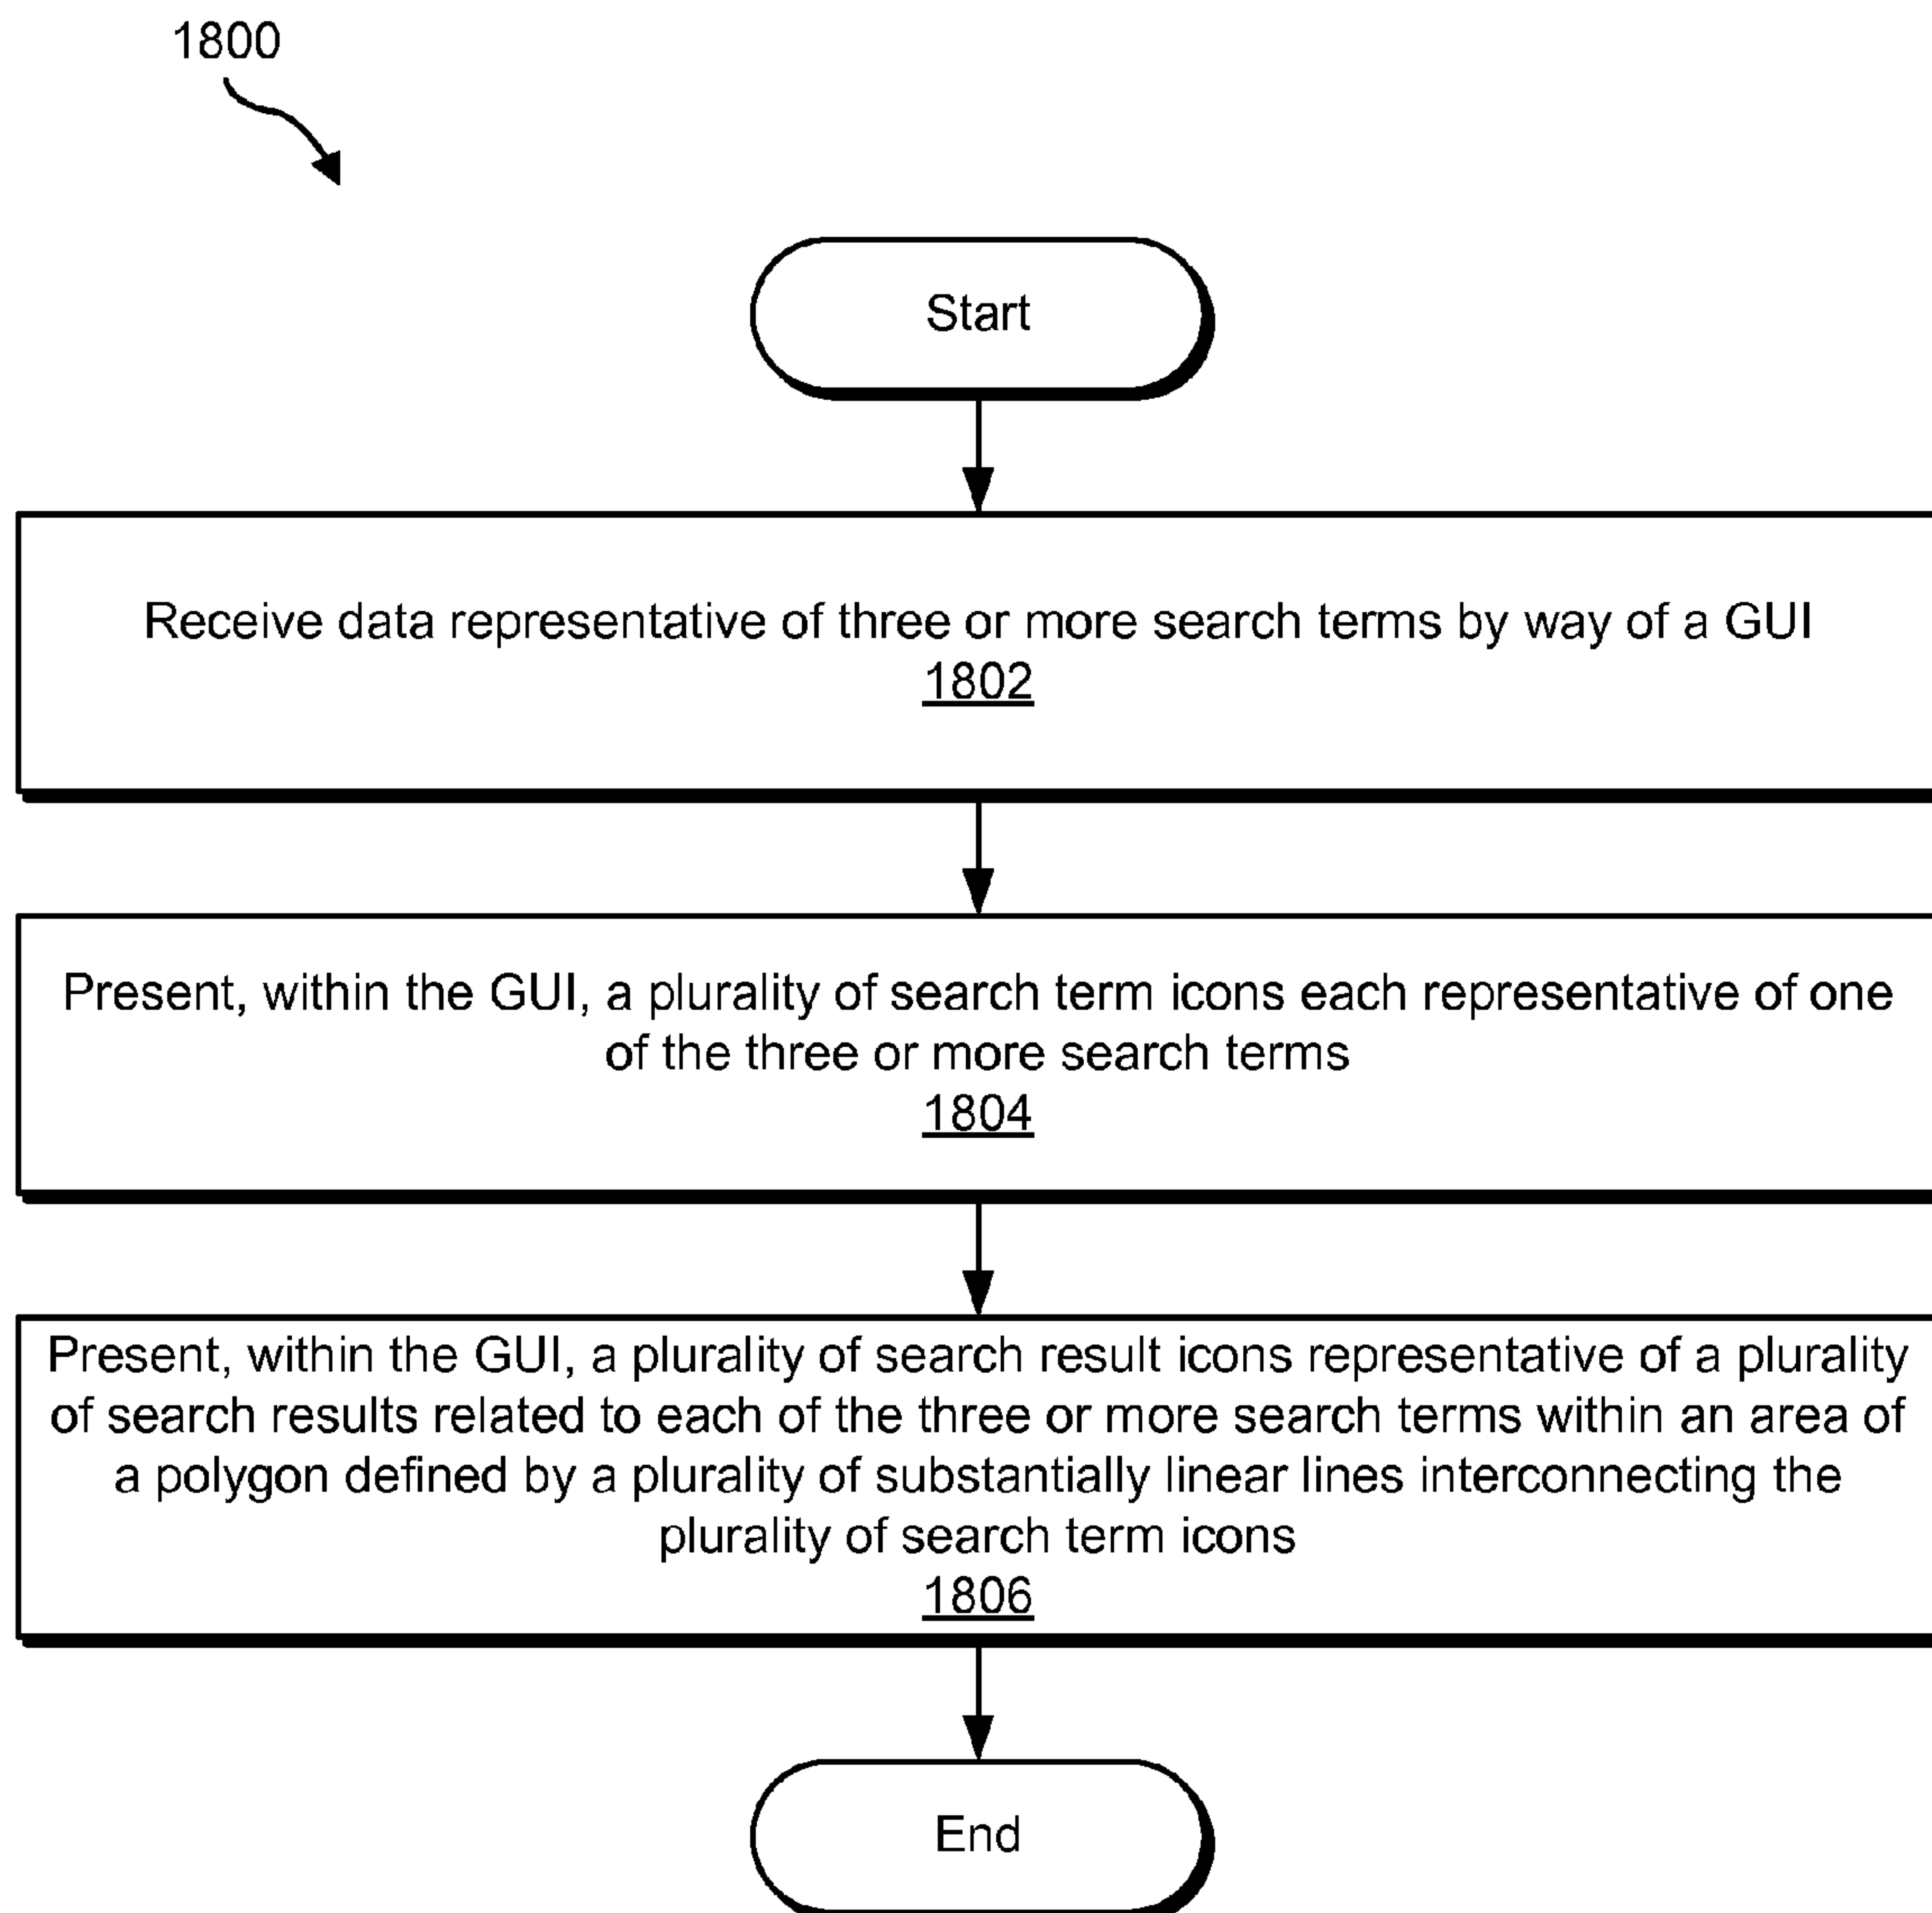 1800
Start
Receive data representative of three or more search terms by way of a GUI
1802
Present, within the GUI, a plurality of search term icons each representative of one
of the three or more search terms
1804
Present, within the GUI, a plurality of search result icons representative of a plurality
of search results related to each of the three or more search terms within an area of
a polygon defined by a plurality of substantially linear lines interconnecting the
plurality of search term icons
1806
End